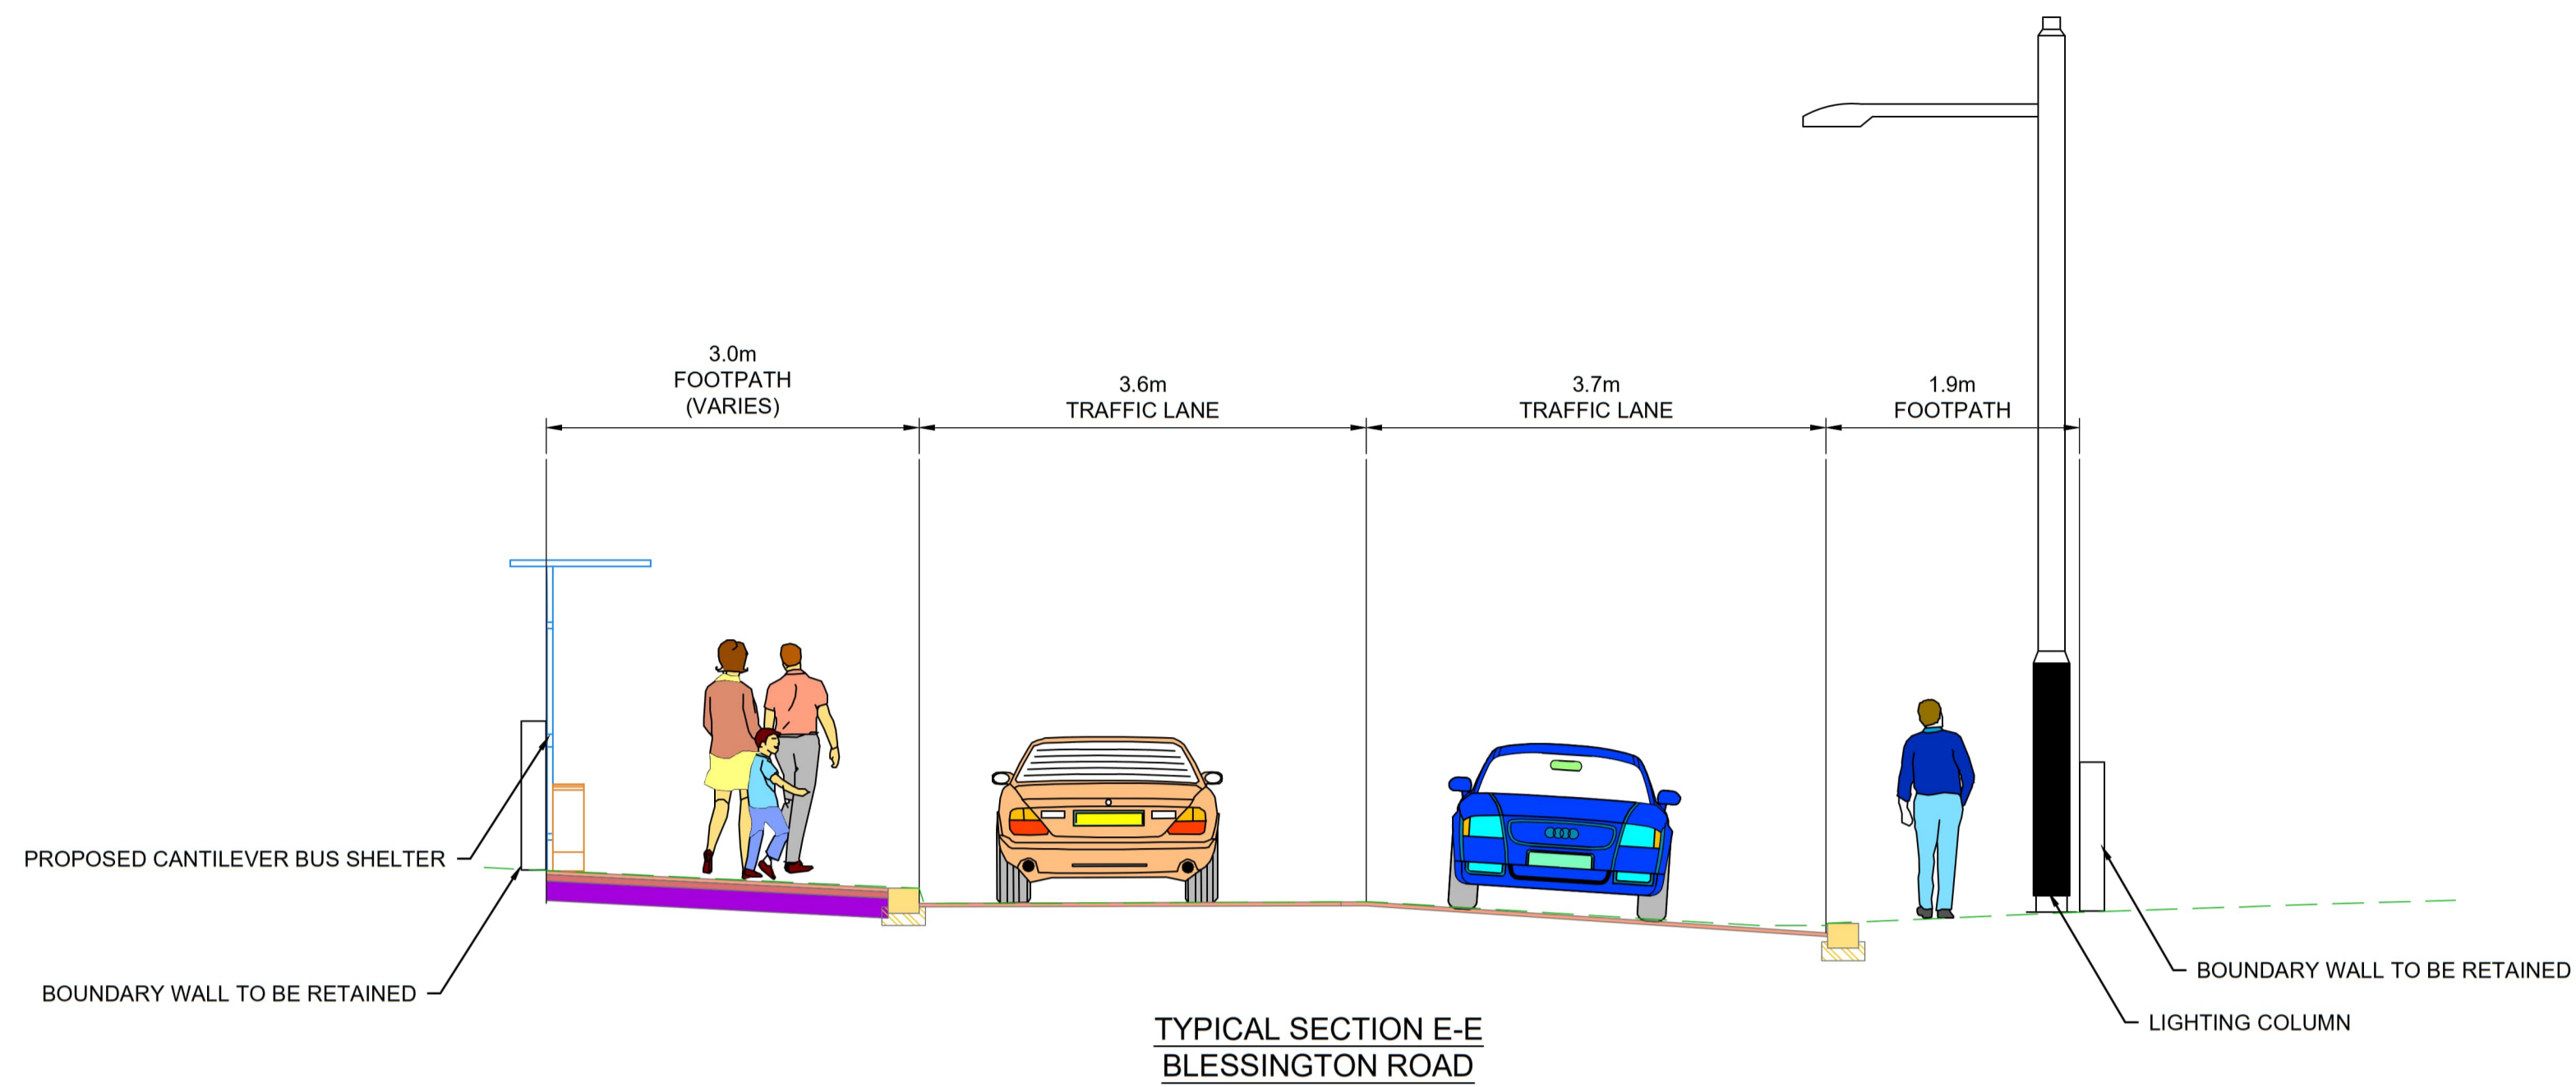 3.0m
FOOTPATH
(VARIES)
3.6m
TRAFFIC LANE
3.7m
TRAFFIC LANE
1.9m
FOOTPATH
PROPOSED CANTILEVER BUS SHELTER
BOUNDARY WALL TO BE RETAINED
BOUNDARY WALL TO BE RETAINED
LIGHTING COLUMN
TYPICAL SECTION E-E
BLESSINGTON ROAD